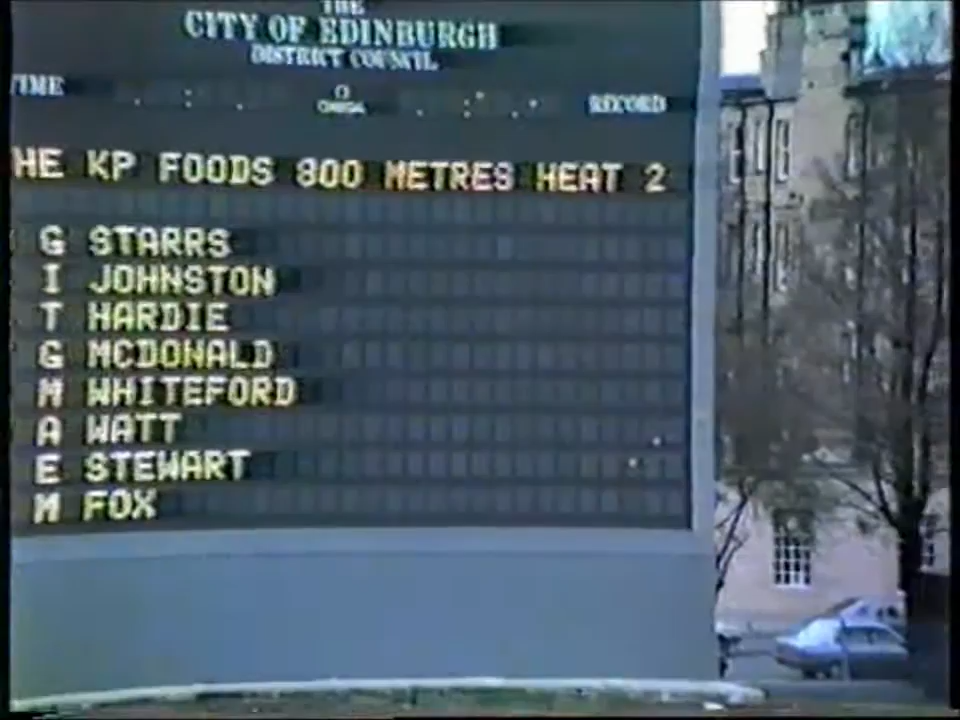 THE
CITY OF EDINBURGH
DISTRICT COUNCIL
TIME
Ω
OMEGA
RECORD
HE KP FOODS 800 METRES HEAT 2
G STARRS
I JOHNSTON
T HARDIE
G MCDONALD
M WHITEFORD
A WATT
E STEWART
M FOX